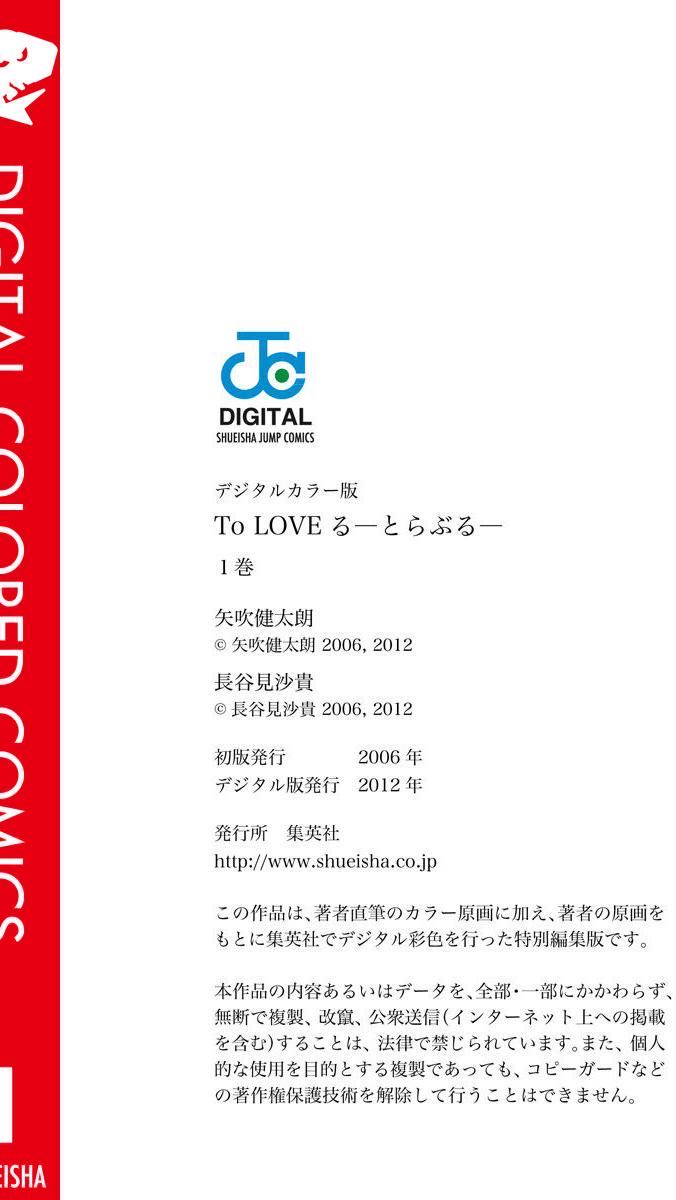 DIGITAL COLORED COMICS
EISHA
DIGITAL
SHUEISHA JUMP COMICS
デジタルカラー版
To LOVE る―とらぶる―
1 巻
矢吹健太朗
© 矢吹健太朗 2006, 2012
長谷見沙貴
© 長谷見沙貴 2006, 2012
初版発行　2006 年
デジタル版発行　2012 年
発行所　集英社
http://www.shueisha.co.jp
この作品は、著者直筆のカラー原画に加え、著者の原画を
もとに集英社でデジタル彩色を行った特別編集版です。
本作品の内容あるいはデータを、全部・一部にかかわらず、
無断で複製、改竄、公衆送信(インターネット上への掲載
を含む)することは、法律で禁じられています。また、個人
的な使用を目的とする複製であっても、コピーガードなど
の著作権保護技術を解除して行うことはできません。